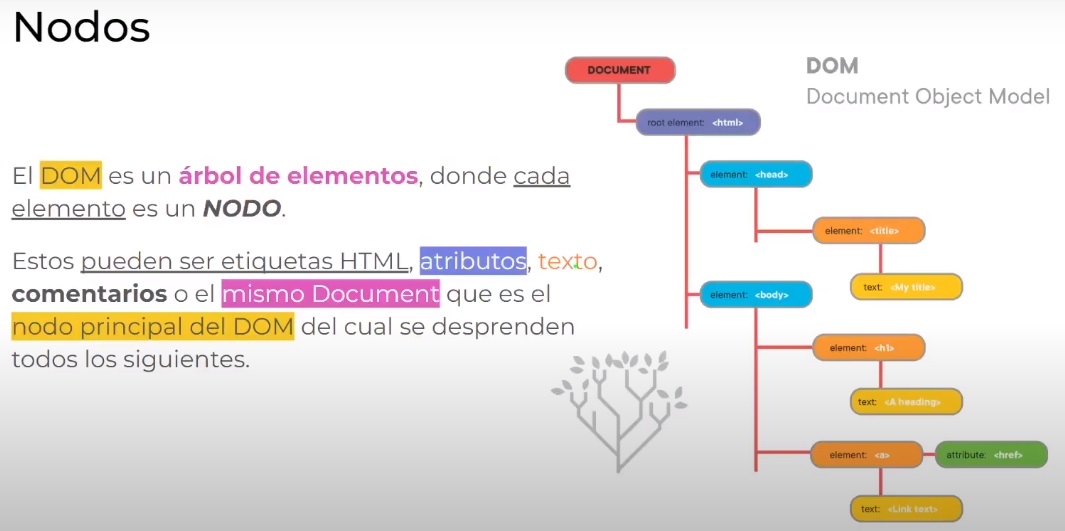 Nodos
El DOM es un árbol de elementos, donde cada
elemento es un NODO.
Estos pueden ser etiquetas HTML, atributos, texto,
comentarios o el mismo Document que es el
nodo principal del DOM del cual se desprenden
todos los siguientes.
DOM
Document Object Model
DOCUMENT
root element: <html>
element: <head>
element: <title>
text: <My title>
element: <body>
element: <h1>
text: <A heading>
element: <a>
attribute: <href>
text: <Link text>